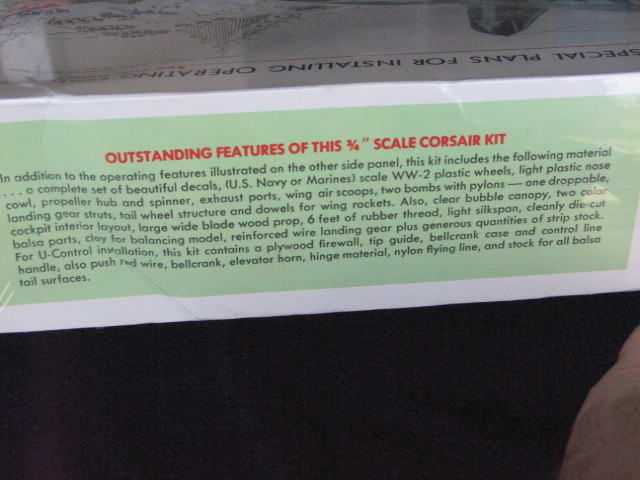 SPECIAL PLANS FOR INSTALLING OPERATING
OUTSTANDING FEATURES OF THIS ¾" SCALE CORSAIR KIT
In addition to the operating features illustrated on the other side panel, this kit includes the following material
. . . a complete set of beautiful decals, (U.S. Navy or Marines) scale WW-2 plastic wheels, light plastic nose
cowl, propeller hub and spinner, exhaust ports, wing air scoops, two bombs with pylons — one droppable,
landing gear struts, tail wheel structure and dowels for wing rockets. Also, clear bubble canopy, two color
cockpit interior layout, large wide blade wood prop, 6 feet of rubber thread, light silkspan, cleanly die-cut
balsa parts, clay for balancing model, reinforced wire landing gear plus generous quantities of strip stock.
For U-Control installation, this kit contains a plywood firewall, tip guide, bellcrank case and control line
handle, also push rod wire, bellcrank, elevator horn, hinge material, nylon flying line, and stock for all balsa
tail surfaces.